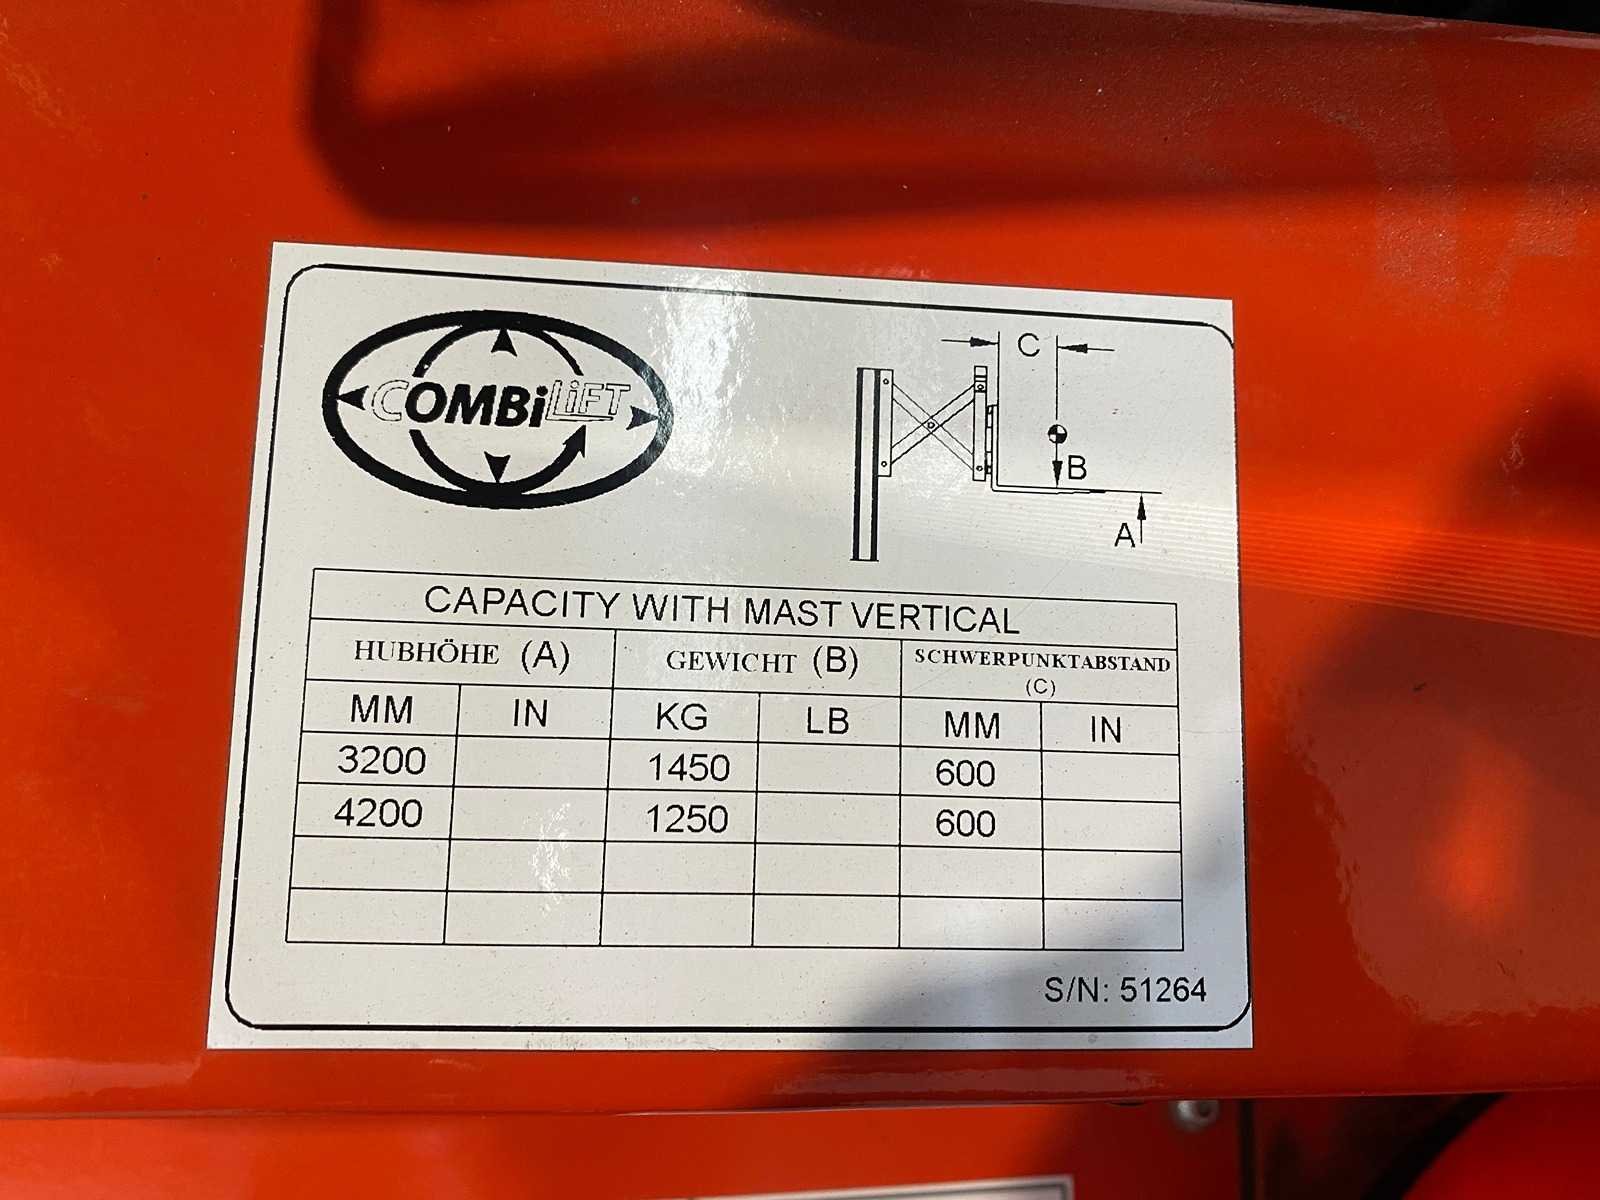 COMBiLiFT
C
B
A
CAPACITY WITH MAST VERTICAL
HUBHÖHE (A) GEWICHT (B) SCHWERPUNKTABSTAND (C)
MM IN KG LB MM IN
3200 1450 600
4200 1250 600
S/N: 51264